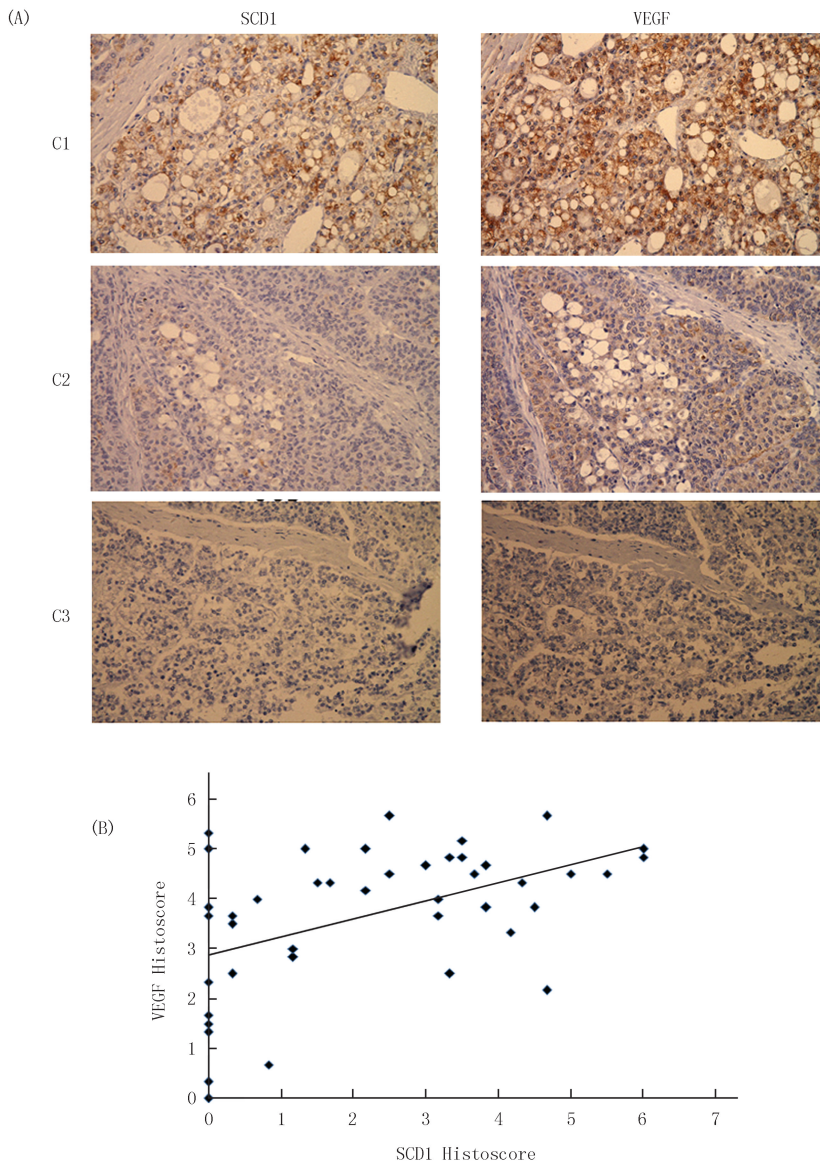 (A)
SCD1 VEGF
C1
C2
C3
(B)
VEGF Histoscore
6
5
4
3
2
1
0
0 1 2 3 4 5 6 7
SCD1 Histoscore